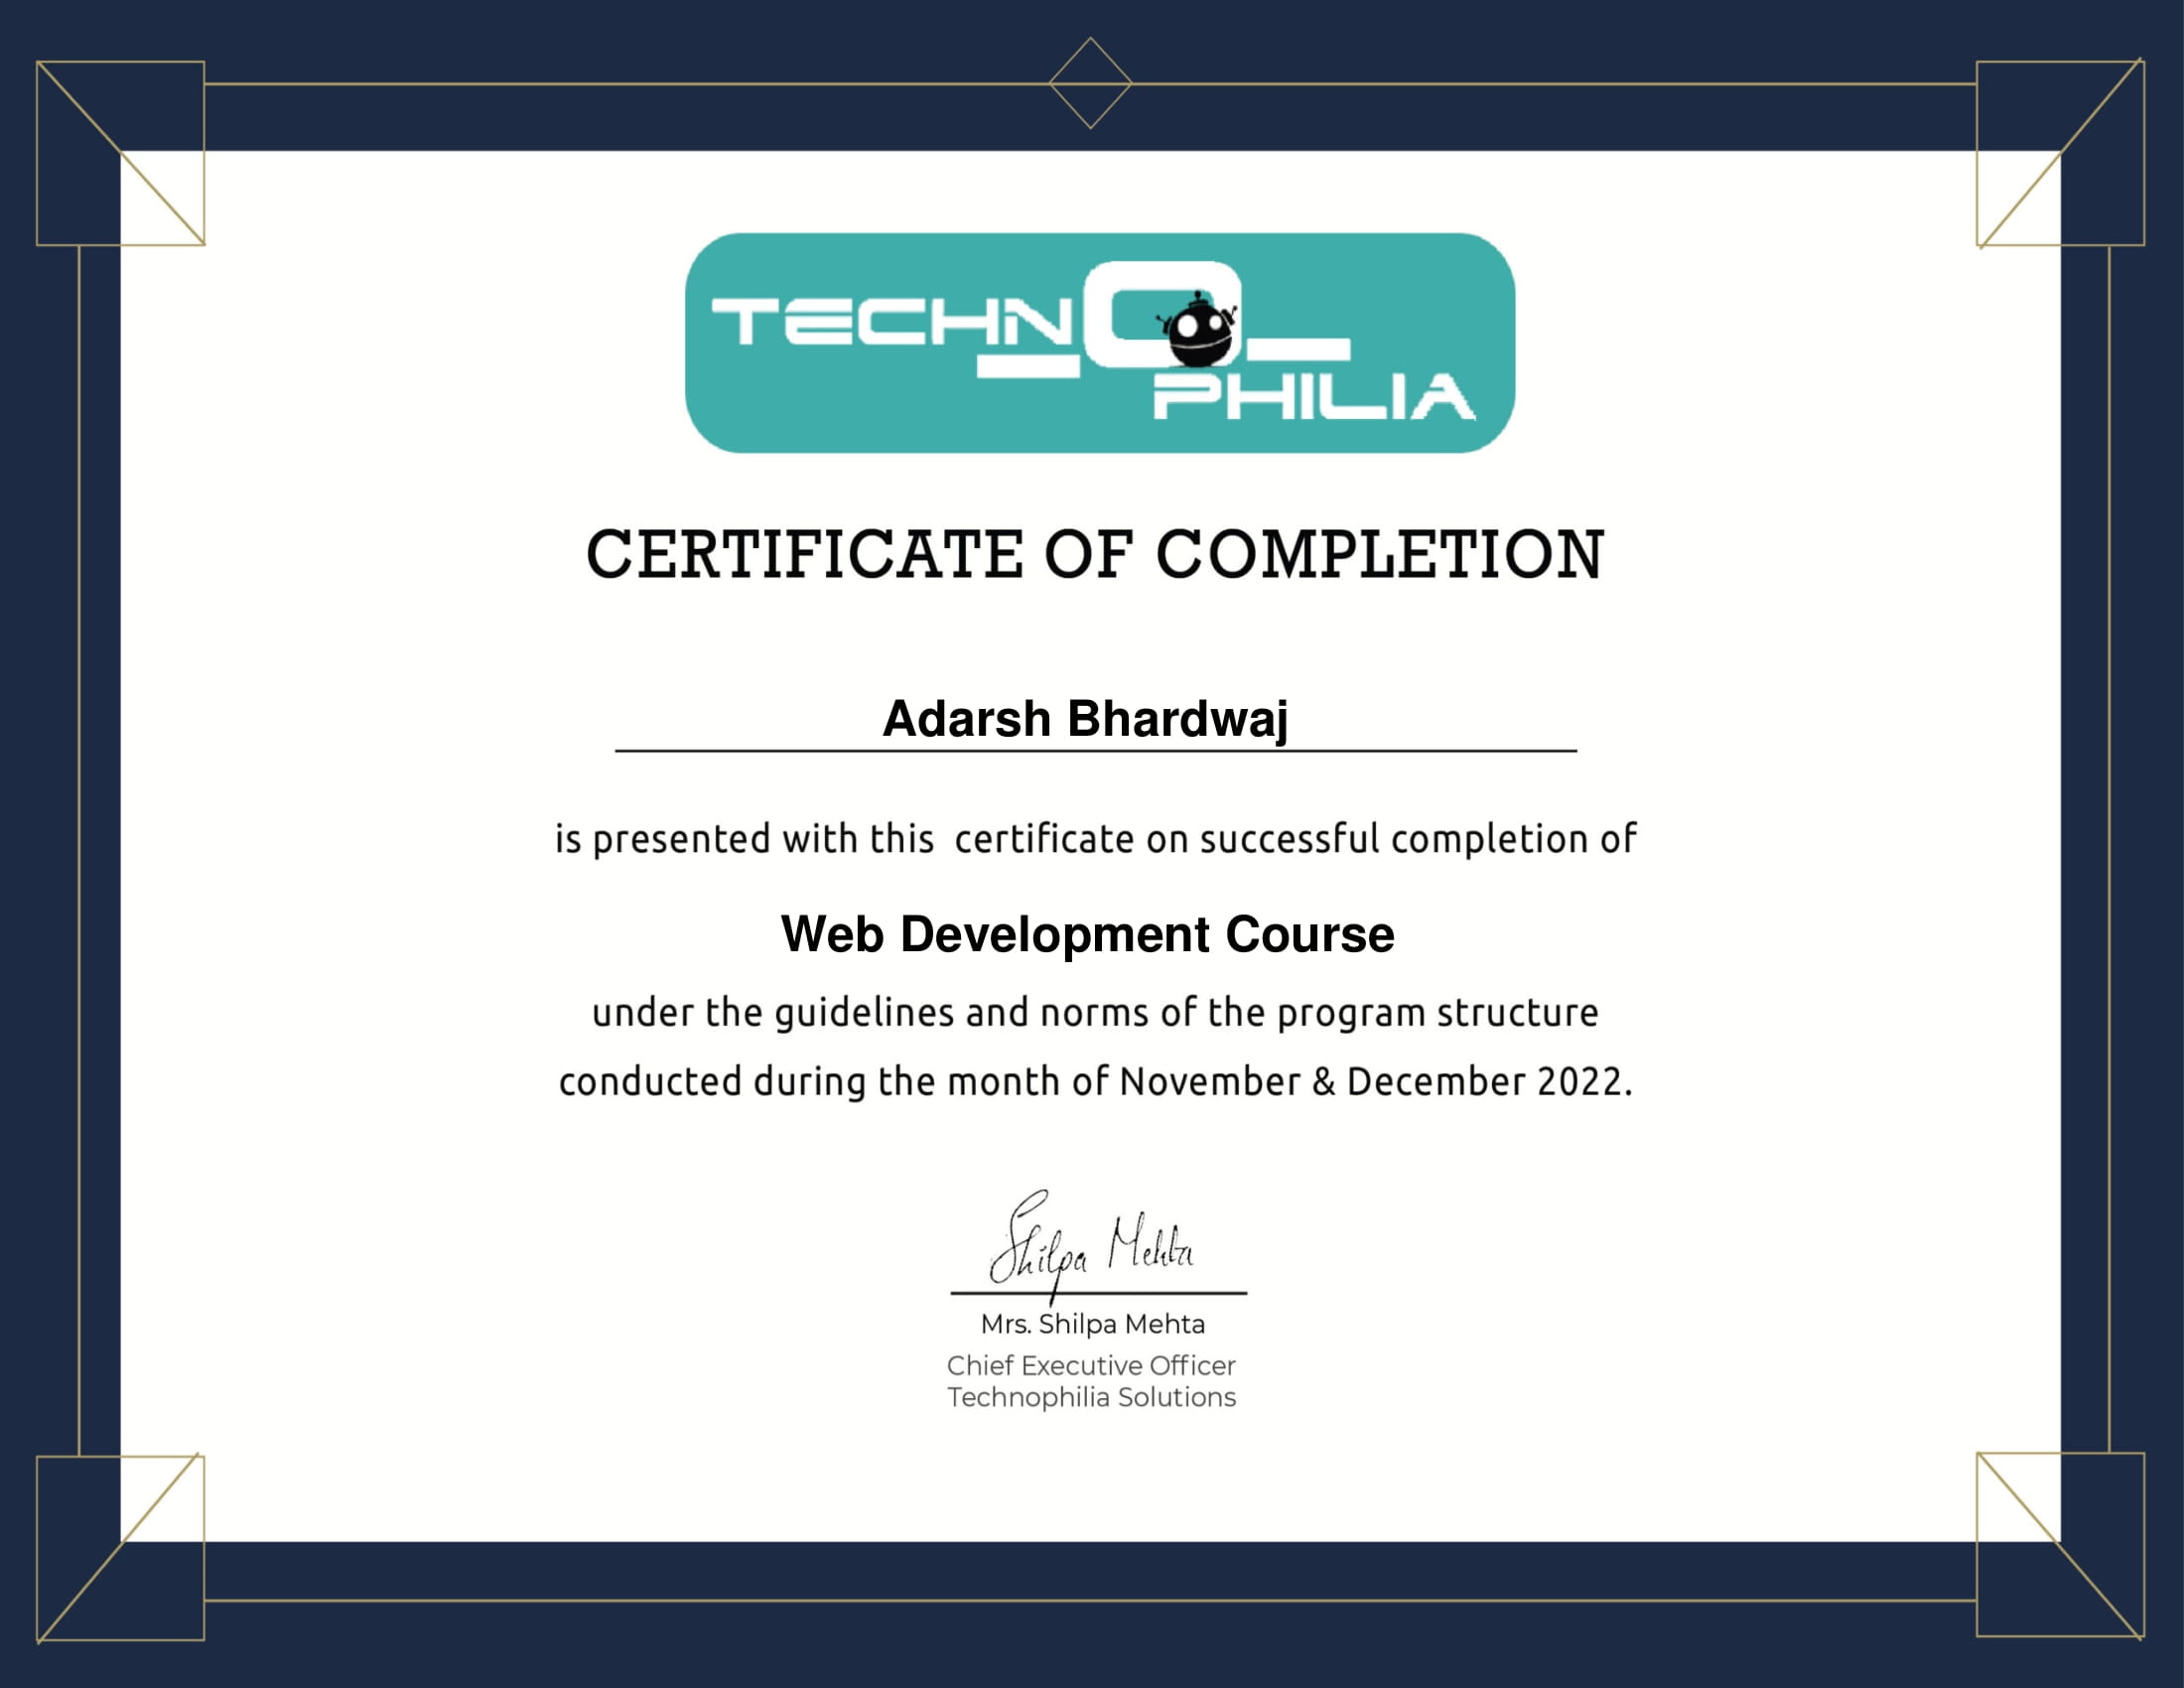 TECHNO
PHILIA
CERTIFICATE OF COMPLETION
Adarsh Bhardwaj
is presented with this  certificate on successful completion of
Web Development Course
under the guidelines and norms of the program structure
conducted during the month of November & December 2022.
Shilpa Mehta
Mrs. Shilpa Mehta
Chief Executive Officer
Technophilia Solutions